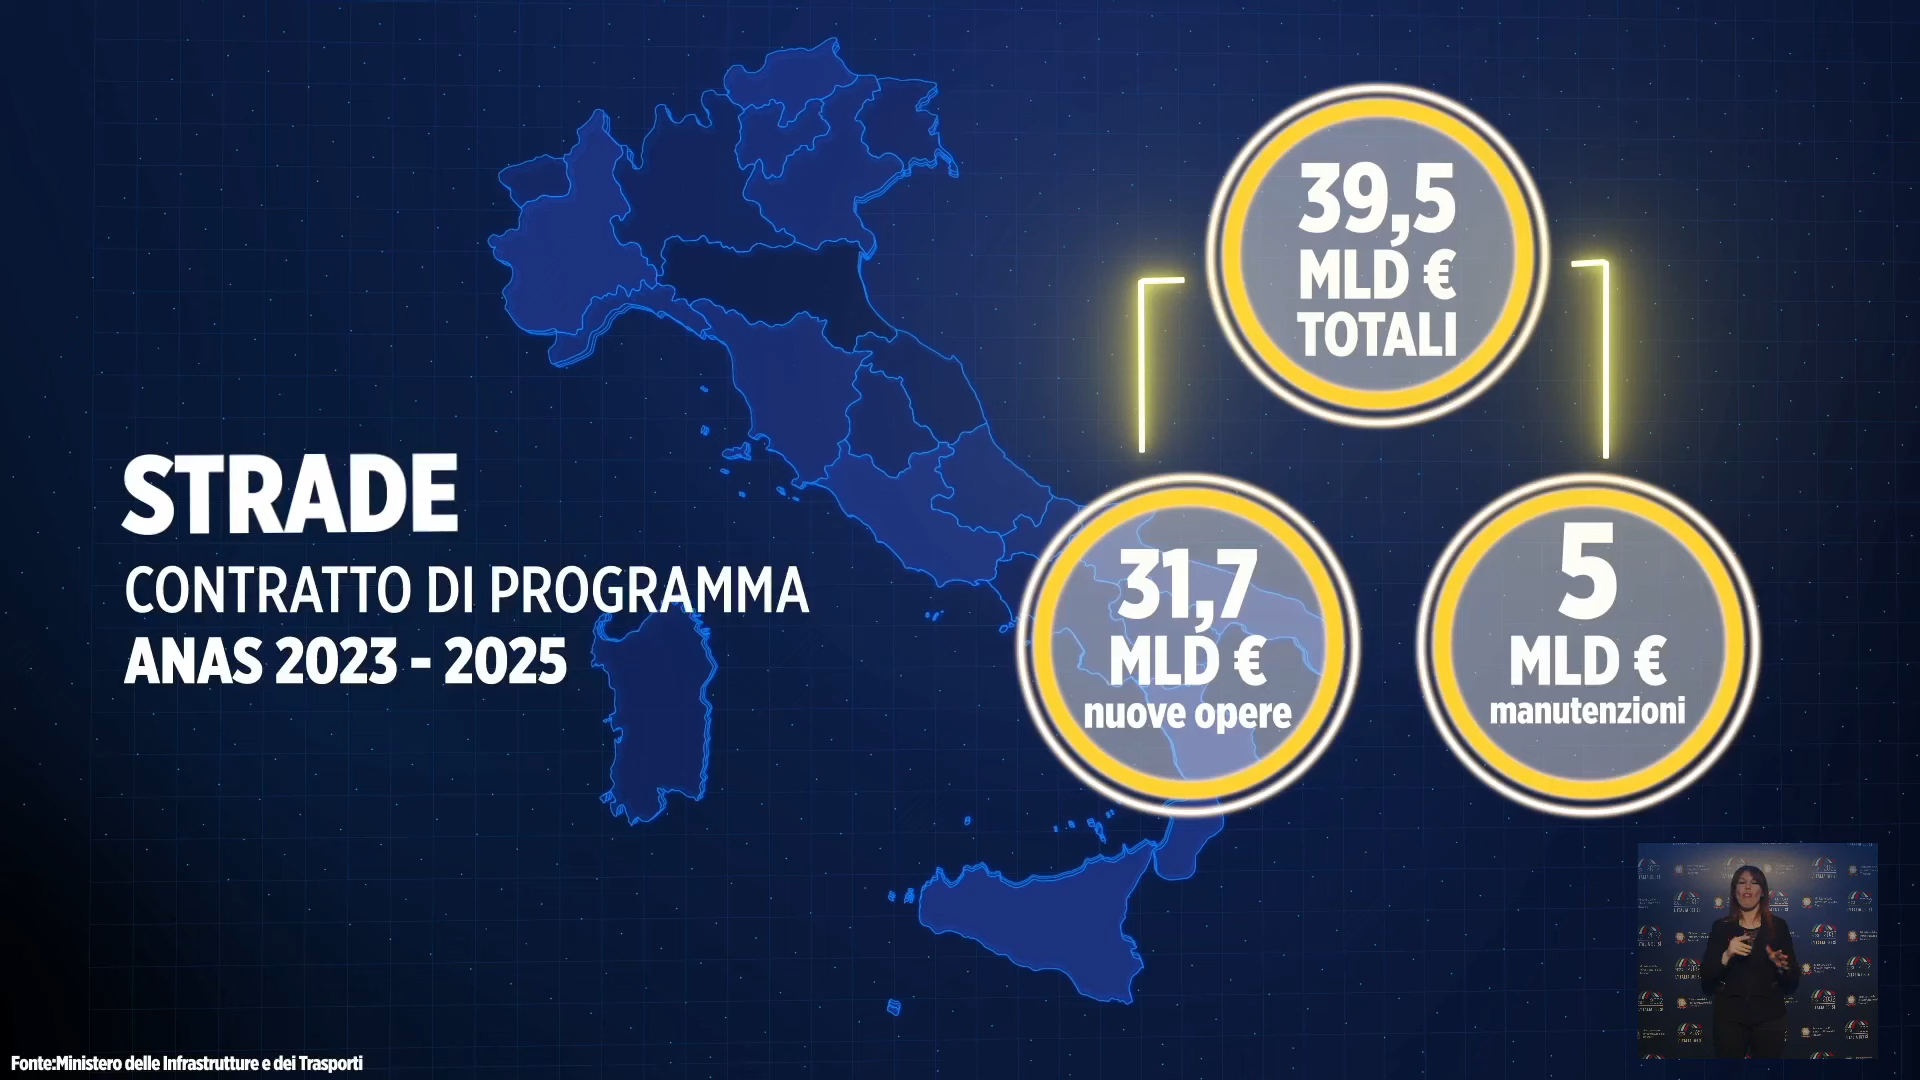 STRADE
CONTRATTO DI PROGRAMMA
ANAS 2023 - 2025
39,5
MLD €
TOTALI
31,7
MLD €
nuove opere
5
MLD €
manutenzioni
Fonte:Ministero delle Infrastrutture e dei Trasporti